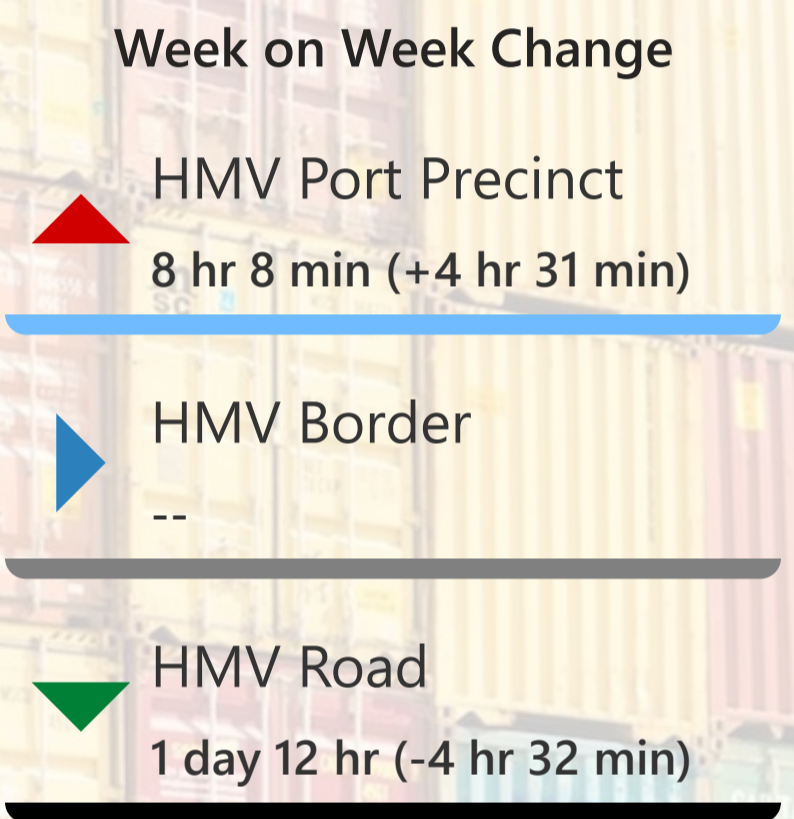 Week on Week Change
HMV Port Precinct
8 hr 8 min (+4 hr 31 min)
HMV Border
--
HMV Road
1 day 12 hr (-4 hr 32 min)